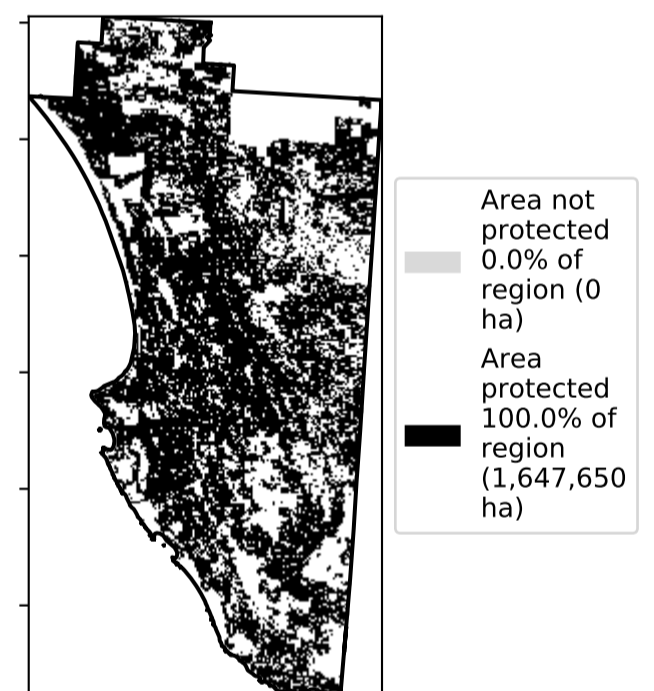 Area not
protected
0.0% of
region (0
ha)
Area
protected
100.0% of
region
(1,647,650
ha)